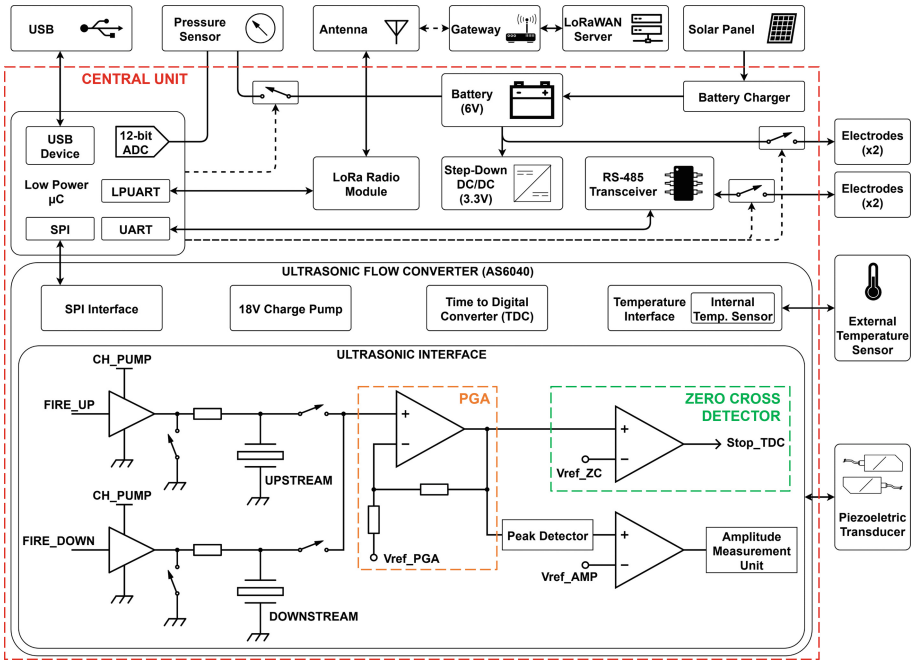 USB
Pressure
Sensor
Antenna
Gateway
LoRaWAN
Server
Solar Panel
CENTRAL UNIT
Battery
(6V)
Battery Charger
USB
Device
12-bit
ADC
Electrodes
(x2)
Low Power
µC
LPUART
LoRa Radio
Module
Step-Down
DC/DC
(3.3V)
RS-485
Transceiver
Electrodes
(x2)
SPI
UART
ULTRASONIC FLOW CONVERTER (AS6040)
SPI Interface
18V Charge Pump
Time to Digital
Converter (TDC)
Temperature
Interface
Internal
Temp. Sensor
External
Temperature
Sensor
ULTRASONIC INTERFACE
CH_PUMP
FIRE_UP
UPSTREAM
PGA
+
−
Vref_PGA
ZERO CROSS
DETECTOR
+
−
Vref_ZC
Stop_TDC
CH_PUMP
FIRE_DOWN
DOWNSTREAM
Peak Detector
+
−
Vref_AMP
Amplitude
Measurement
Unit
Piezoeletric
Transducer